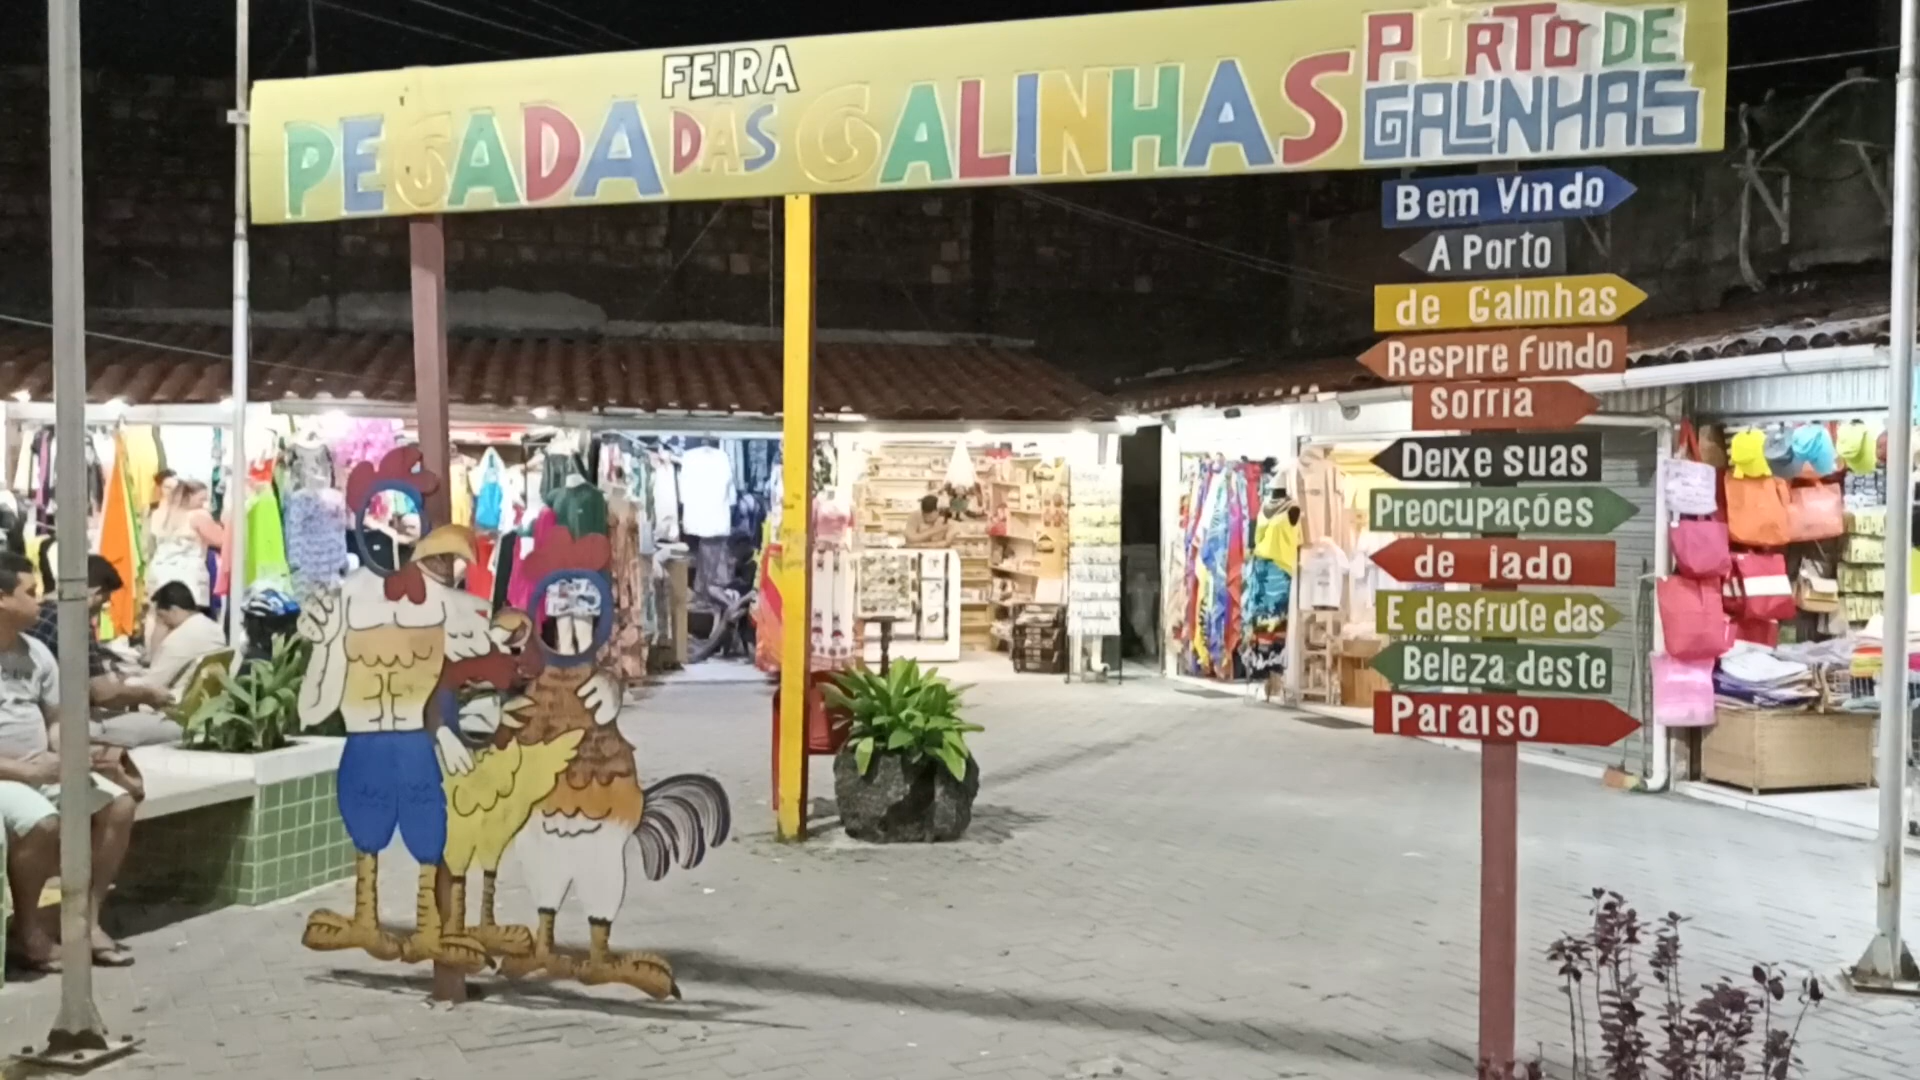 FEIRA
PEGADA DAS GALINHAS
PORTO DE
GALINHAS
Bem Vindo
A Porto
de Galinhas
Respire fundo
Sorria
Deixe suas
Preocupações
de lado
E desfrute das
Beleza deste
Paraiso